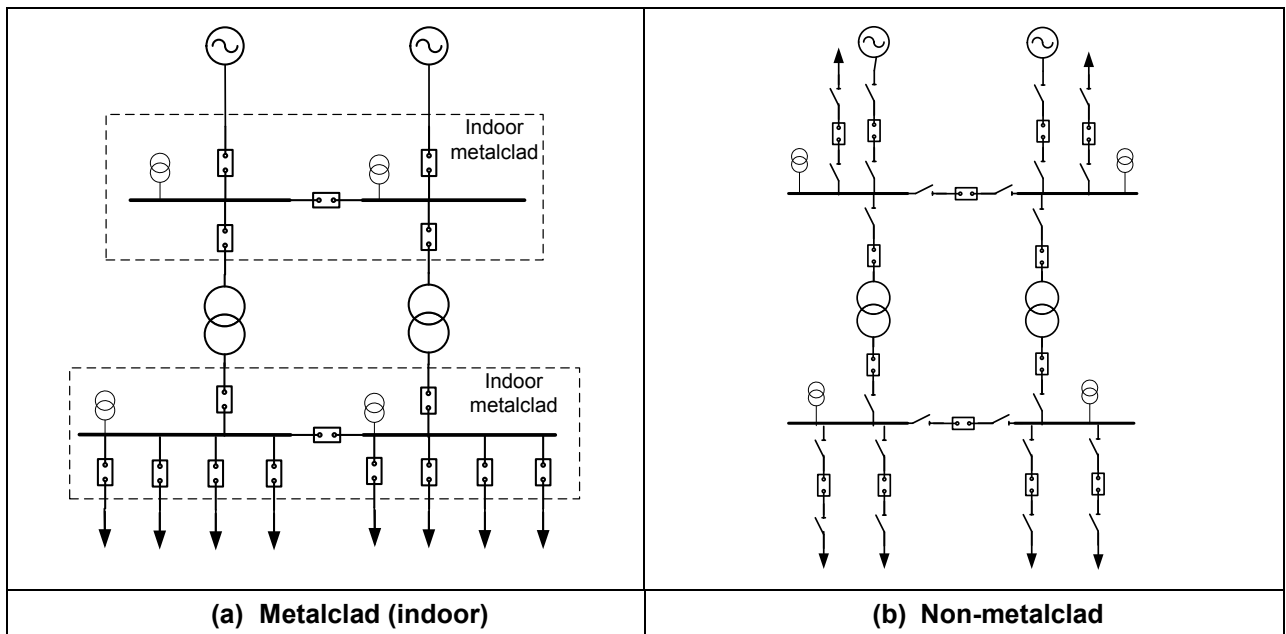 Indoor
metalclad
Indoor
metalclad
(a) Metalclad (indoor)
(b) Non-metalclad